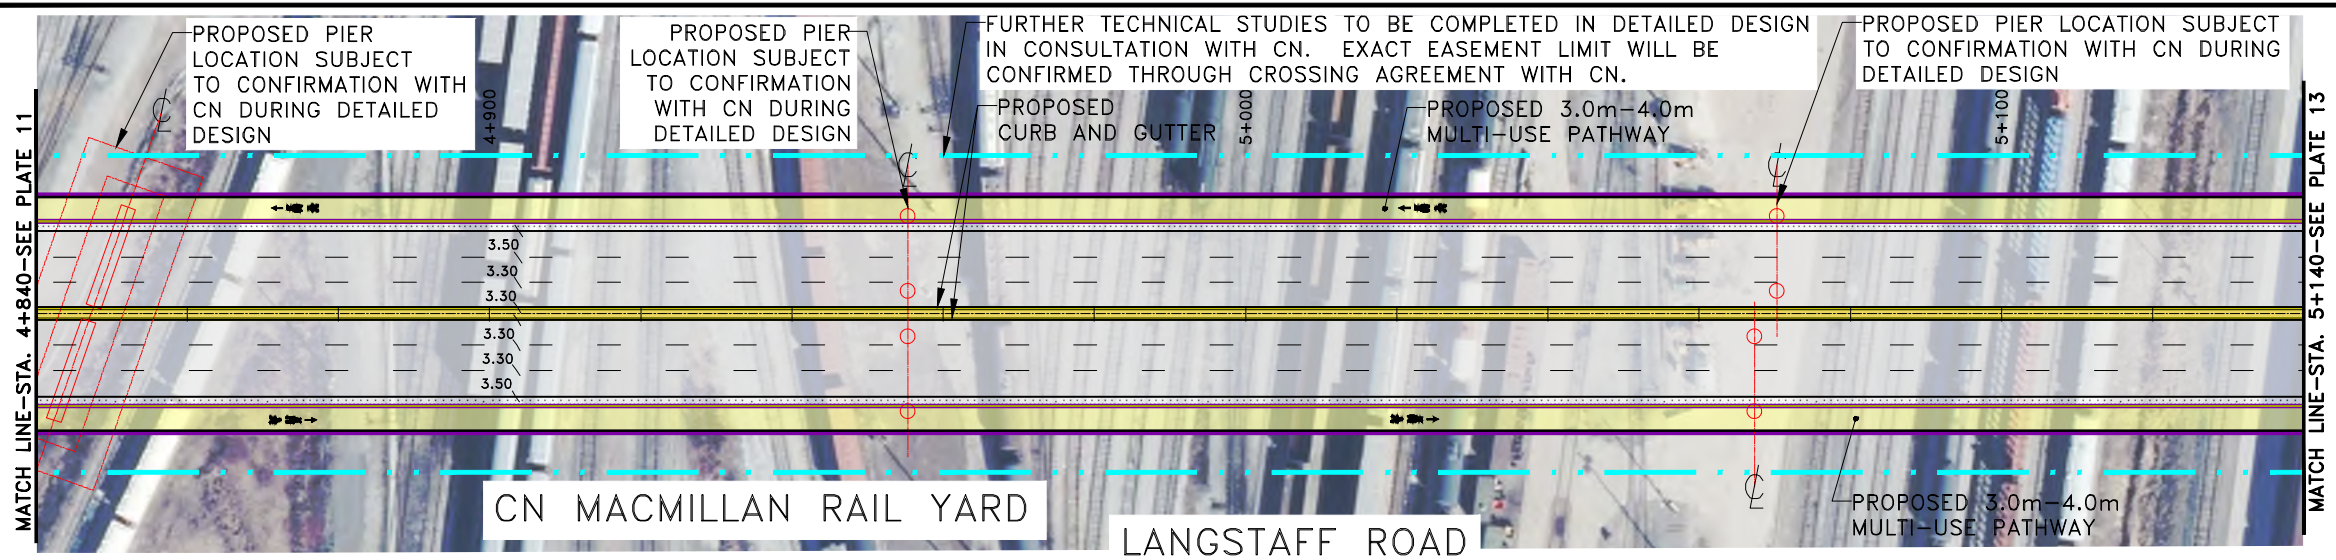 PROPOSED PIER
LOCATION SUBJECT
TO CONFIRMATION WITH
CN DURING DETAILED
DESIGN
PROPOSED PIER
LOCATION SUBJECT
TO CONFIRMATION
WITH CN DURING
DETAILED DESIGN
FURTHER TECHNICAL STUDIES TO BE COMPLETED IN DETAILED DESIGN
IN CONSULTATION WITH CN. EXACT EASEMENT LIMIT WILL BE
CONFIRMED THROUGH CROSSING AGREEMENT WITH CN.
PROPOSED PIER LOCATION SUBJECT
TO CONFIRMATION WITH CN DURING
DETAILED DESIGN
PROPOSED
CURB AND GUTTER
PROPOSED 3.0m-4.0m
MULTI-USE PATHWAY
4+900
5+000
5+100
MATCH LINE-STA. 4+840-SEE PLATE 11
MATCH LINE-STA. 5+140-SEE PLATE 13
℄
℄
℄
3.50
3.30
3.30
3.30
3.30
3.50
℄
PROPOSED 3.0m-4.0m
MULTI-USE PATHWAY
CN MACMILLAN RAIL YARD
LANGSTAFF ROAD